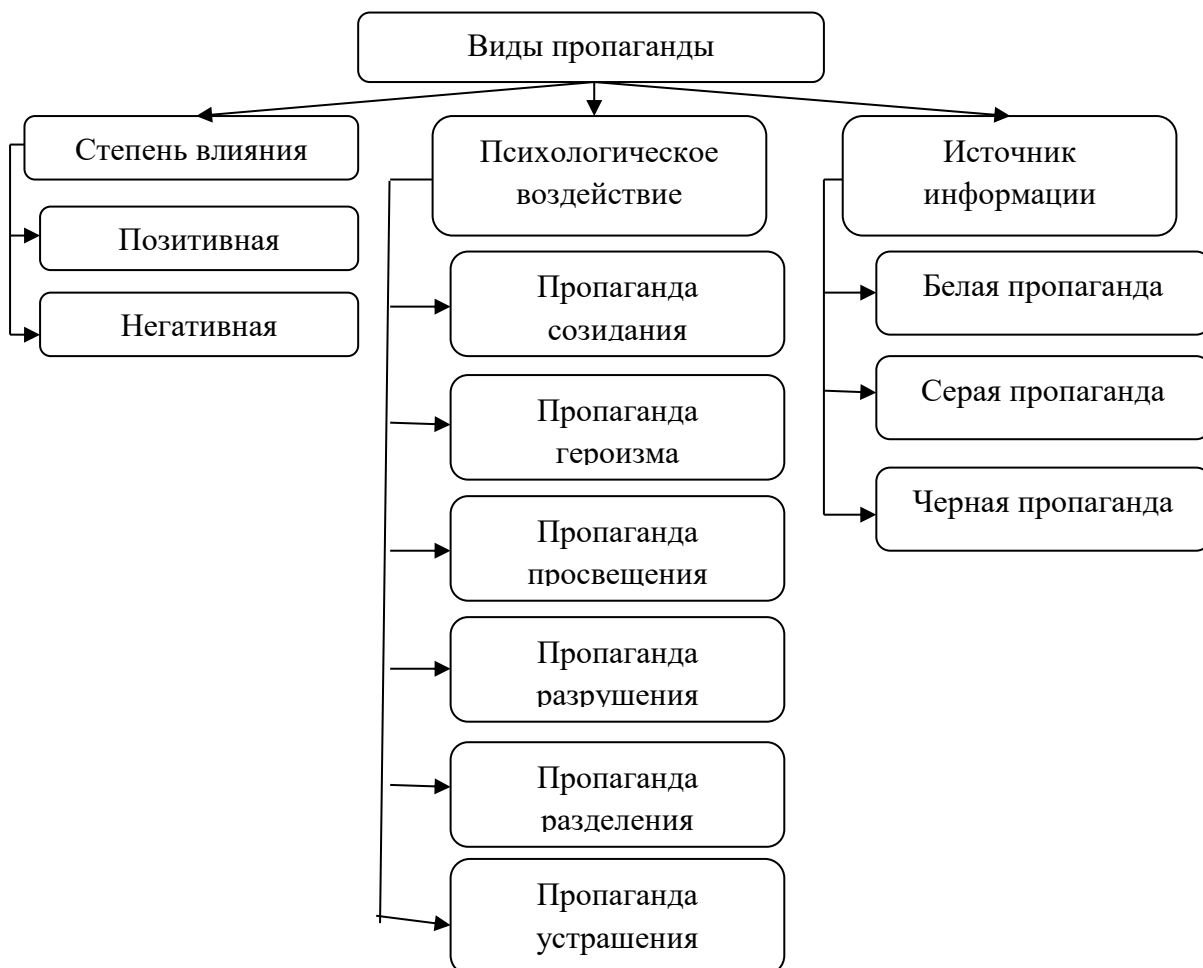 Виды пропаганды
Степень влияния
Позитивная
Негативная
Психологическое
воздействие
Пропаганда
созидания
Пропаганда
героизма
Пропаганда
просвещения
Пропаганда
разрушения
Пропаганда
разделения
Пропаганда
устрашения
Источник
информации
Белая пропаганда
Серая пропаганда
Черная пропаганда